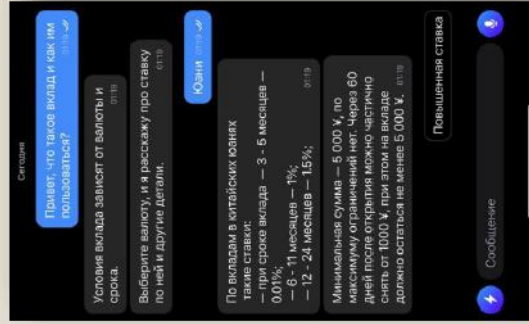 Сегодня
Привет, что такое вклад и как им
пользоваться?
01:19
Условия вклада зависят от валюты и
срока.
01:19
Выберите валюту, и я расскажу про ставку
по ней и другие детали.
01:19
Юани 01:19
По вкладам в китайских юанях
такие ставки:
— при сроке вклада — 3 - 5 месяцев —
0.01%;
— 6 - 11 месяцев — 1%;
— 12 - 24 месяцев — 1.5%;
01:19
Минимальная сумма — 5 000 ¥, по
максимуму ограничений нет. Через 60
дней после открытия можно частично
снять от 1000 ¥, при этом на вкладе
должно остаться не менее 5 000 ¥. 01:19
Повышенная ставка
Сообщение